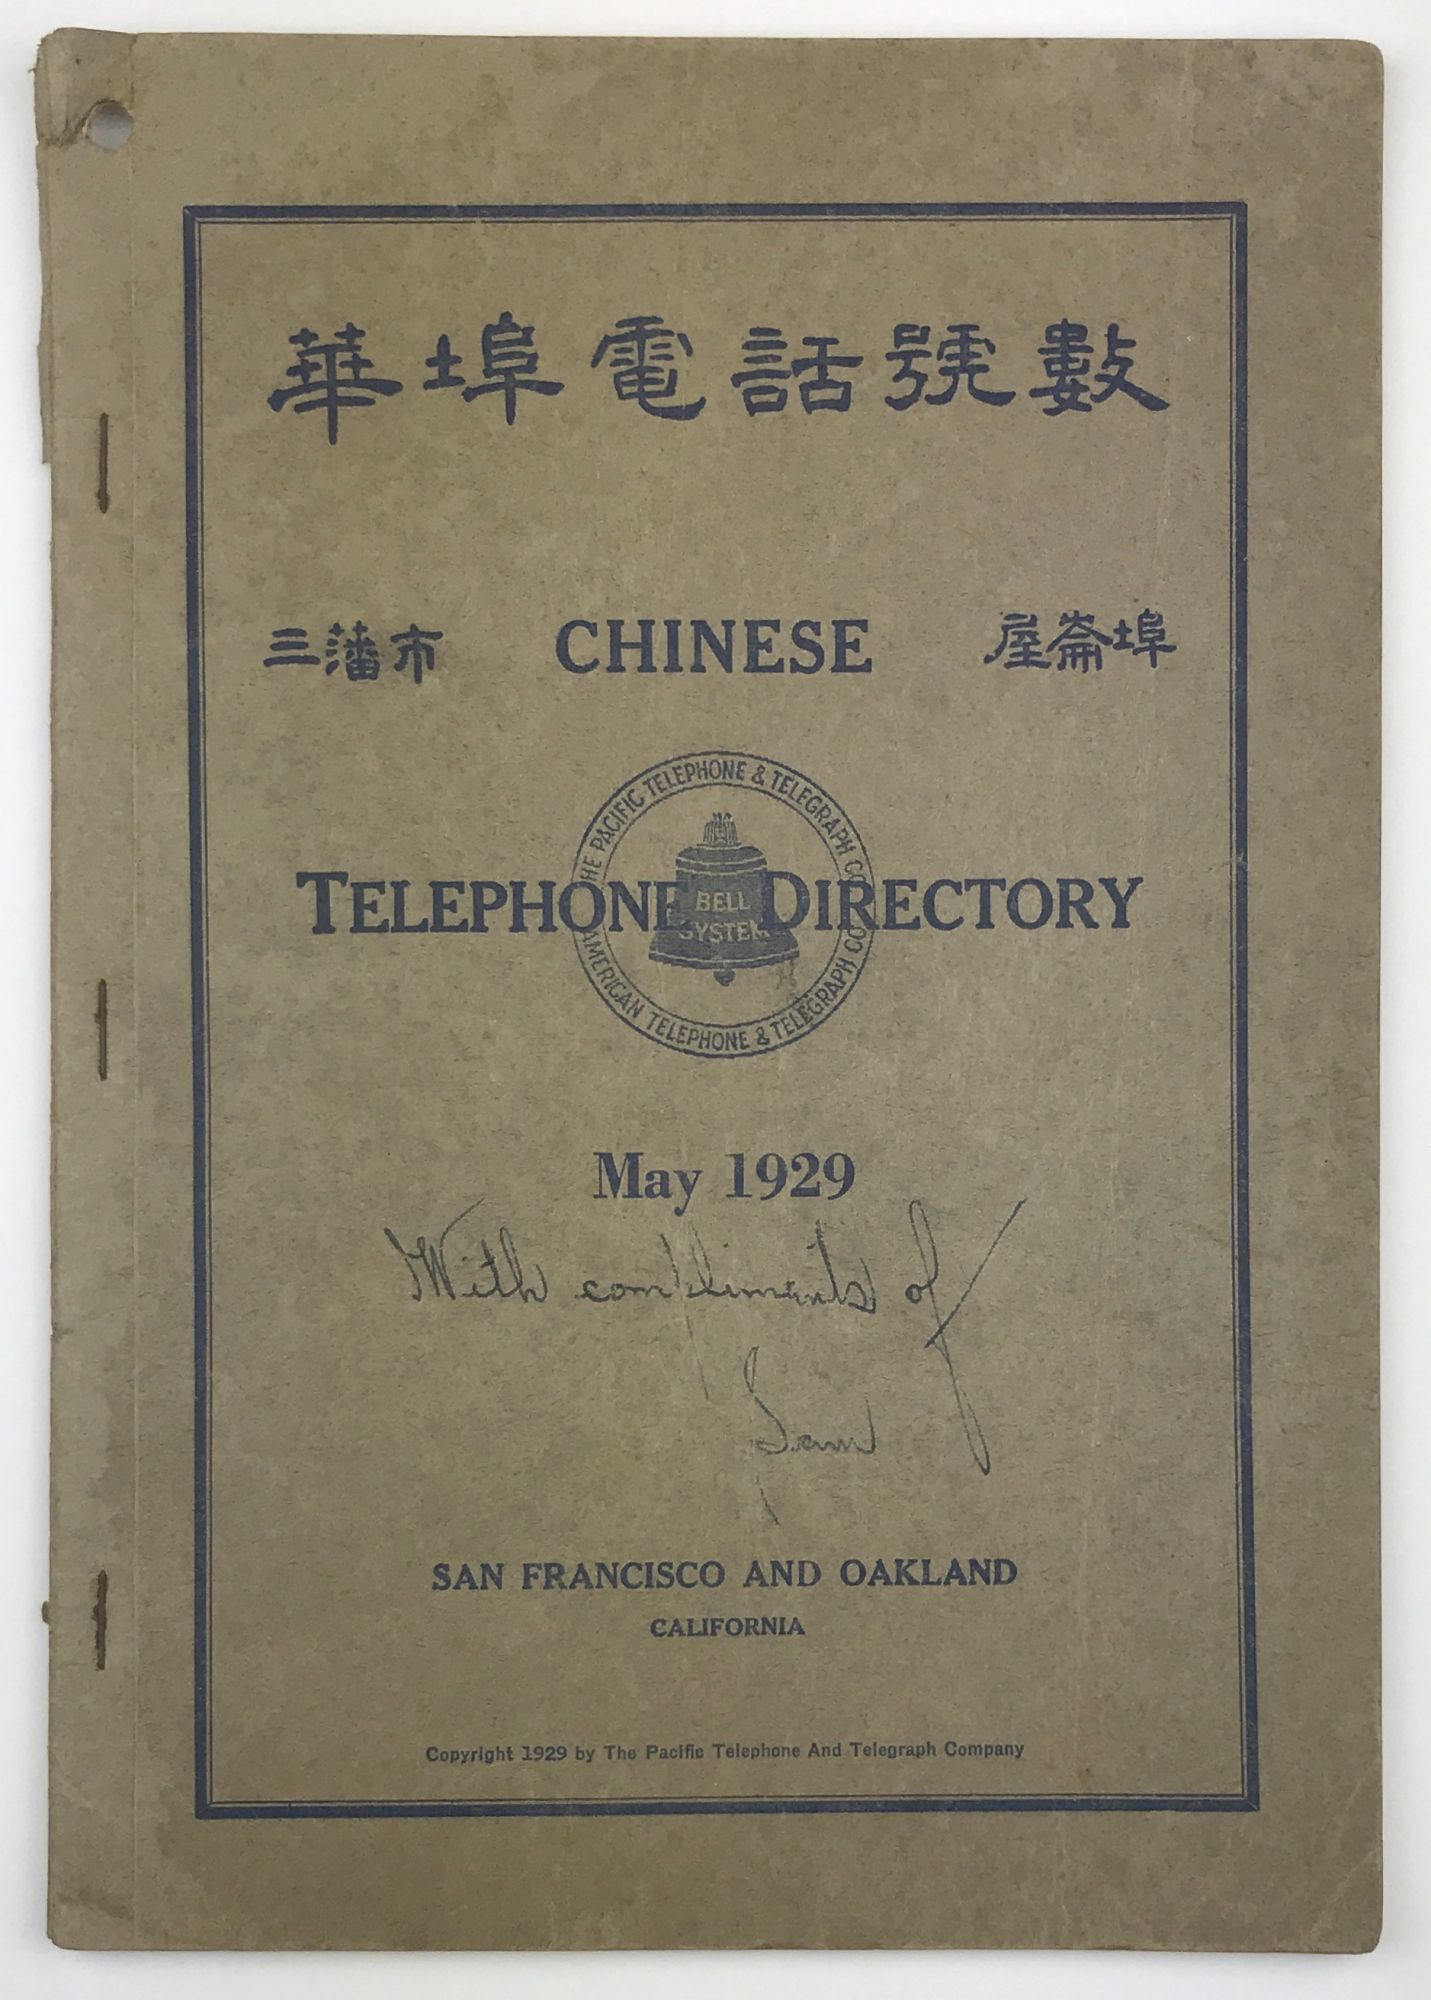 華埠電話號數
三藩市 CHINESE 屋崙埠
THE PACIFIC TELEPHONE & TELEGRAPH CO.
TELEPHONE DIRECTORY
BELL
SYSTEM
AMERICAN TELEPHONE & TELEGRAPH CO.
May 1929
With compliments of
Sam
SAN FRANCISCO AND OAKLAND
CALIFORNIA
Copyright 1929 by The Pacific Telephone And Telegraph Company